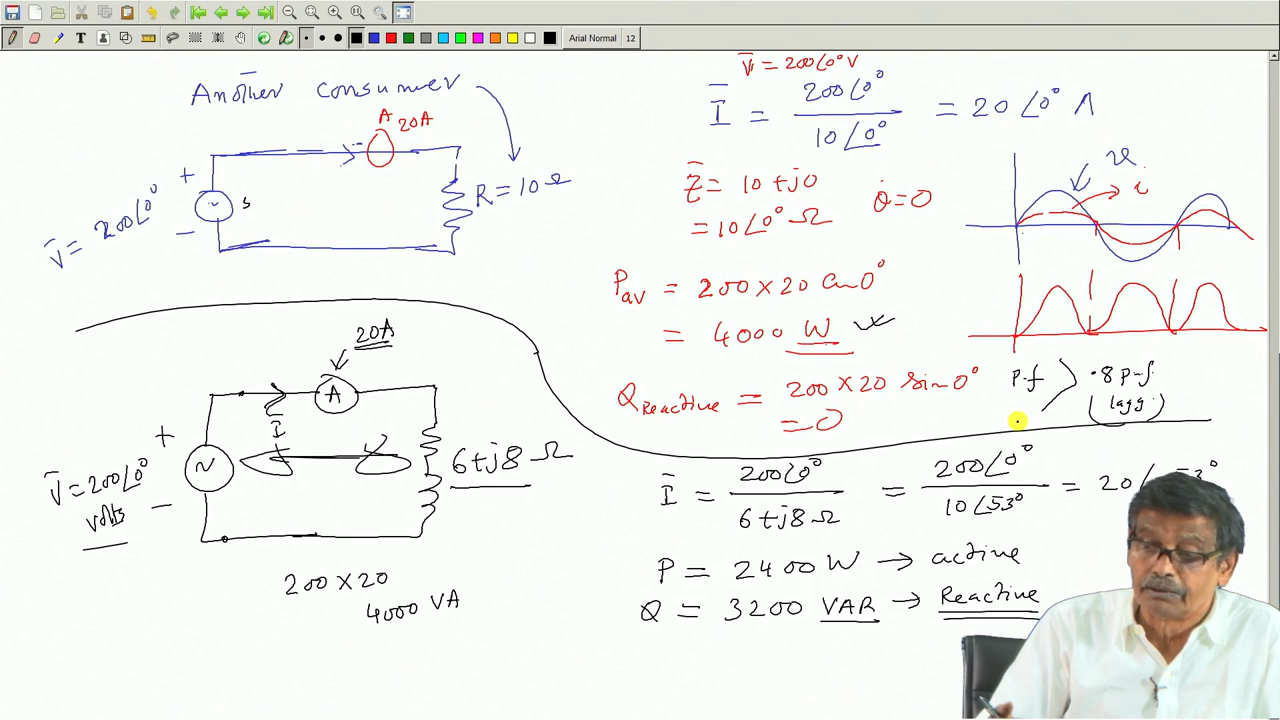 Arial Normal 12
Another consumer
A 20A
V̅ = 200∠0°
+
~
s
−
R = 10 Ω
V̅ = 200∠0° V
I̅ = 200∠0° / 10∠0° = 20∠0° A
Z̅ = 10 + j0
= 10∠0° Ω
θ = 0
v
i
Pav = 200 × 20 cos 0°
= 4000 W
QReactive = 200 × 20 sin 0°
= 0
P.f
.8 p.f
(lagg)
20A
A
I̅
+
~
−
V̅ = 200∠0°
volts
6 + j8 Ω
200 × 20
4000 VA
I̅ = 200∠0° / 6 + j8 Ω = 200∠0° / 10∠53° = 20∠
P = 2400 W → active
Q = 3200 VAR → Reactive